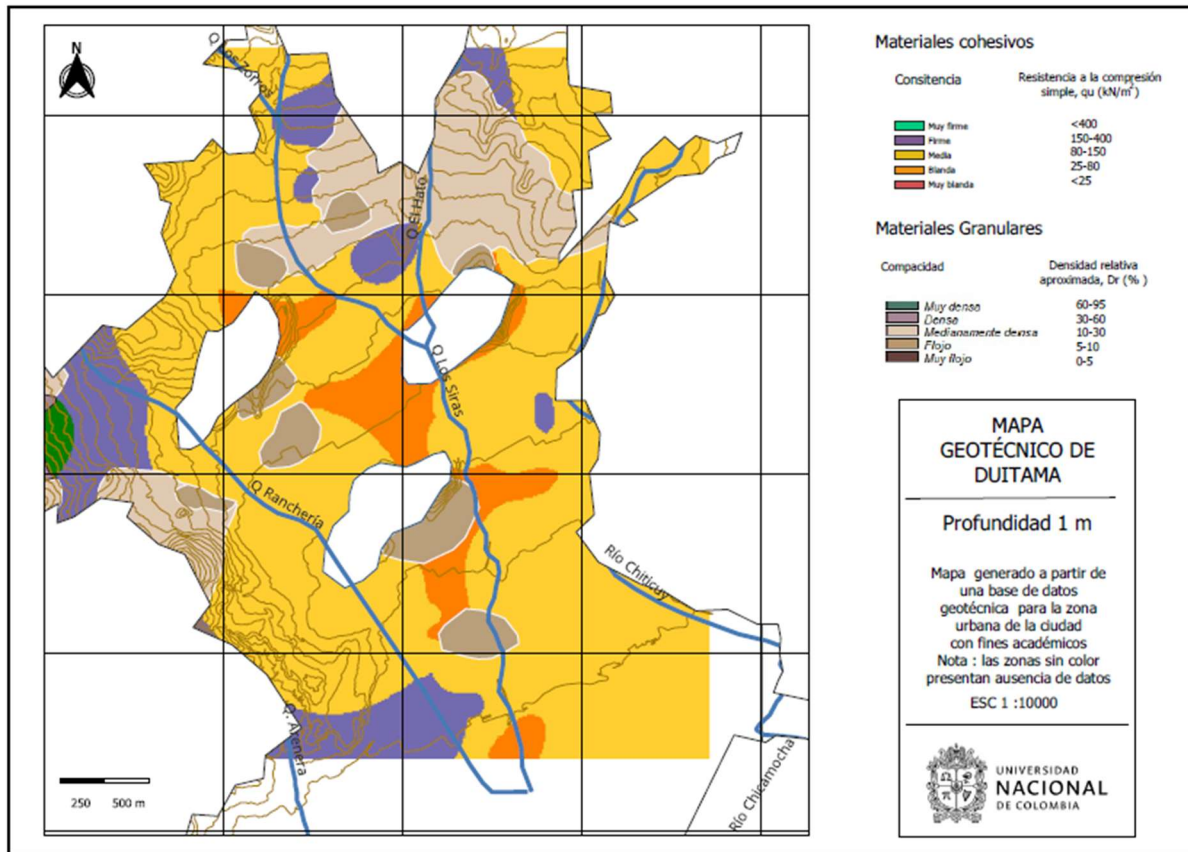 N
Q Los Zorros
Q El Hato
Q Los Siras
Q Ranchería
Río Chiticuy
Q. Arenera
Río Chicamocha
250 500 m
Materiales cohesivos
Consitencia Resistencia a la compresión
simple, qu (kN/m²)
Muy firme <400
Firme 150-400
Media 80-150
Blanda 25-80
Muy blanda <25
Materiales Granulares
Compacidad Densidad relativa
aproximada, Dr (% )
Muy densa 60-95
Densa 30-60
Medianamente densa 10-30
Flojo 5-10
Muy flojo 0-5
MAPA
GEOTÉCNICO DE
DUITAMA
Profundidad 1 m
Mapa generado a partir de
una base de datos
geotécnica para la zona
urbana de la ciudad
con fines académicos
Nota : las zonas sin color
presentan ausencia de datos
ESC 1 :10000
UNIVERSIDAD
NACIONAL
DE COLOMBIA